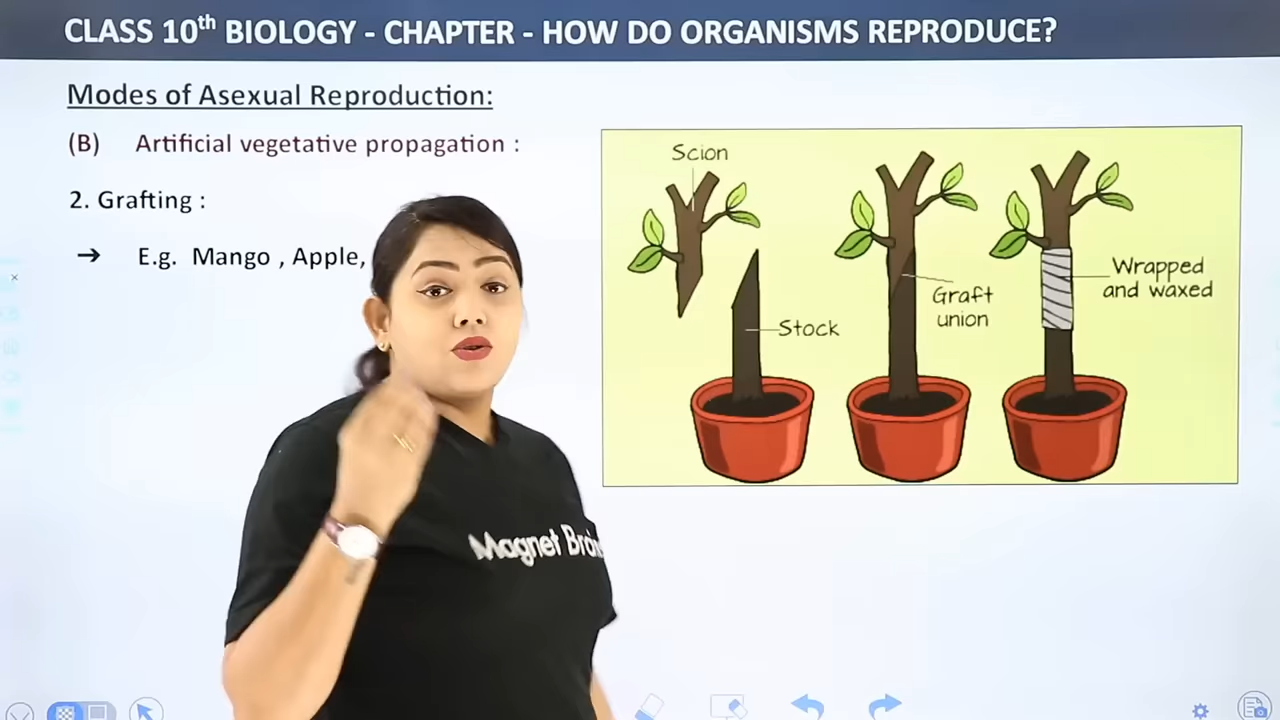 CLASS 10th BIOLOGY - CHAPTER - HOW DO ORGANISMS REPRODUCE?
Modes of Asexual Reproduction:
(B) Artificial vegetative propagation :
2. Grafting :
→ E.g. Mango , Apple,
Scion
Stock
Graft
union
Wrapped
and waxed
Magnet